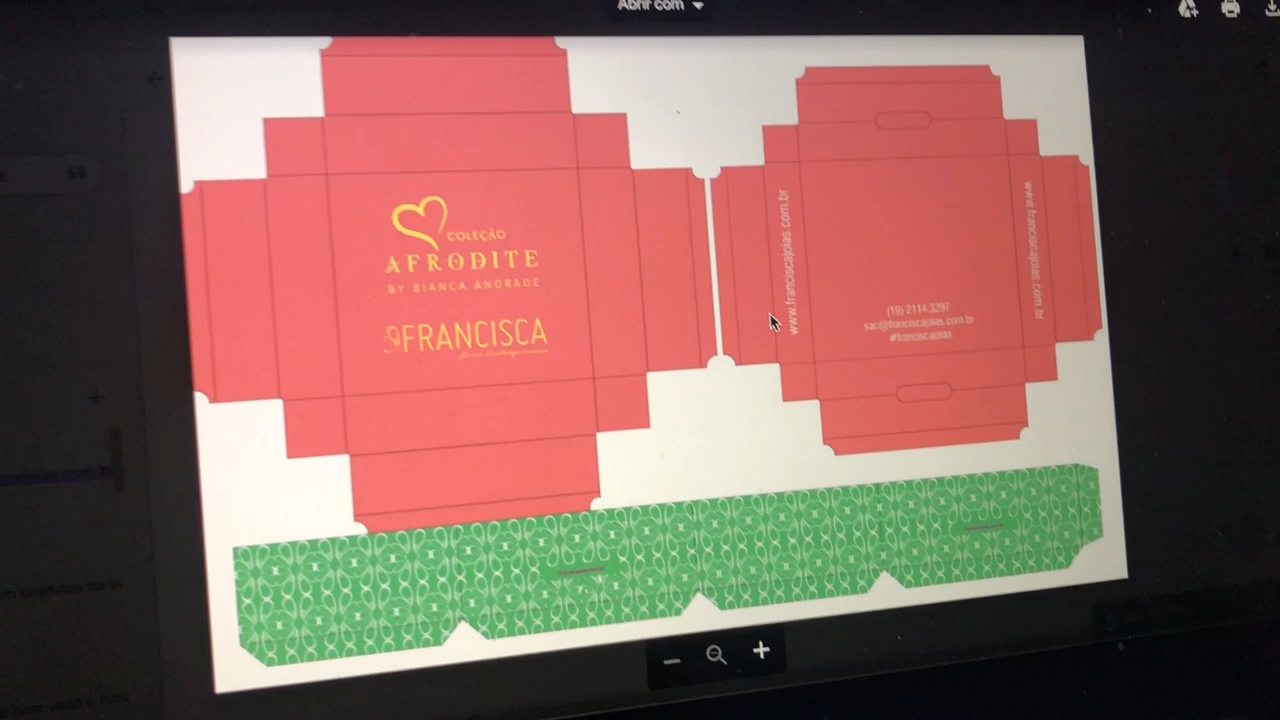 Abrir com
COLEÇÃO
AFRODITE
BY BIANCA ANDRADE
FRANCISCA
www.franciscajoias.com.br
(19) 2114.3297
sac@franciscajoias.com.br
#franciscajoias
www.franciscajoias.com.br